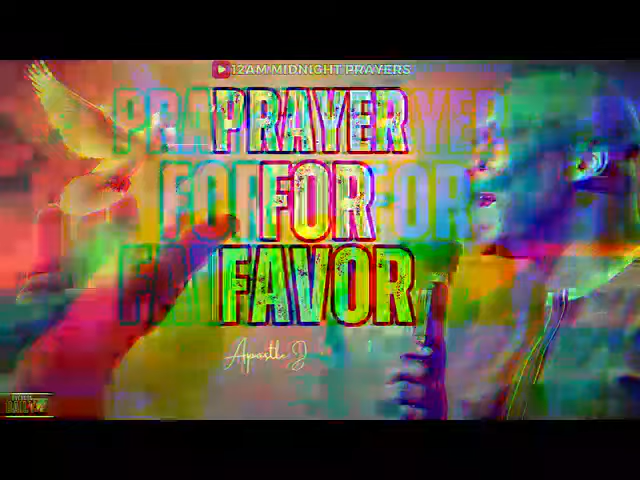 12AM MIDNIGHT PRAYERS
PRAYER
FOR
FAVOR
Apostle J